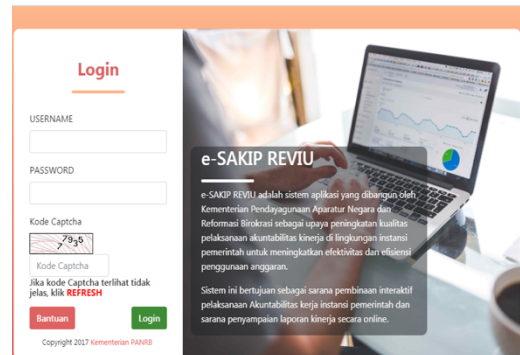 Login
USERNAME
PASSWORD
Kode Captcha
7935
Kode Captcha
Jika kode Captcha terlihat tidak
jelas, klik REFRESH
Bantuan
Login
Copyright 2017 Kementerian PANRB
e-SAKIP REVIU
e-SAKIP REVIU adalah sistem aplikasi yang dibangun oleh
Kementerian Pendayagunaan Aparatur Negara dan
Reformasi Birokrasi sebagai upaya peningkatan kualitas
pelaksanaan akuntabilitas kinerja di lingkungan instansi
pemerintah untuk meningkatkan efektivitas dan efisiensi
penggunaan anggaran.
Sistem ini bertujuan sebagai sarana pembinaan interaktif
pelaksanaan Akuntabilitas kerja instansi pemerintah dan
sarana penyampaian laporan kinerja secara online.